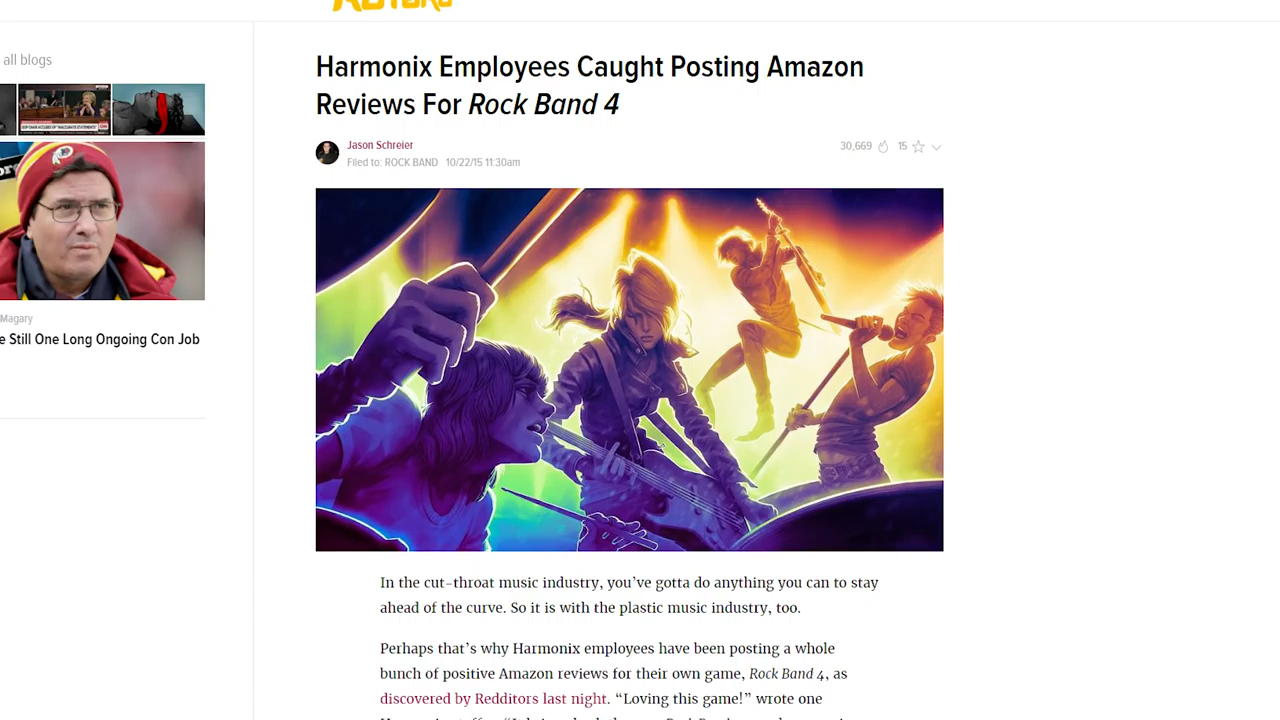 all blogs
Harmonix Employees Caught Posting Amazon
Reviews For Rock Band 4
Jason Schreier
Filed to: ROCK BAND 10/22/15 11:30am
30,669 15
Magary
e Still One Long Ongoing Con Job
In the cut-throat music industry, you've gotta do anything you can to stay
ahead of the curve. So it is with the plastic music industry, too.
Perhaps that's why Harmonix employees have been posting a whole
bunch of positive Amazon reviews for their own game, Rock Band 4, as
discovered by Redditors last night. “Loving this game!” wrote one